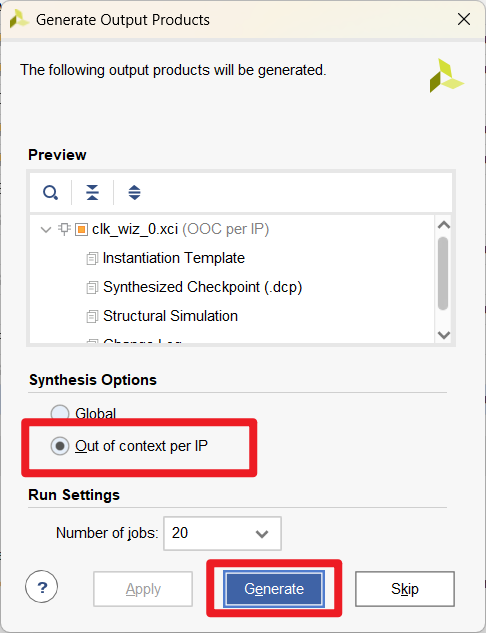 Generate Output Products
The following output products will be generated.
Preview
clk_wiz_0.xci (OOC per IP)
Instantiation Template
Synthesized Checkpoint (.dcp)
Structural Simulation
Change Log
Synthesis Options
Global
Out of context per IP
Run Settings
Number of jobs: 20
? Apply Generate Skip